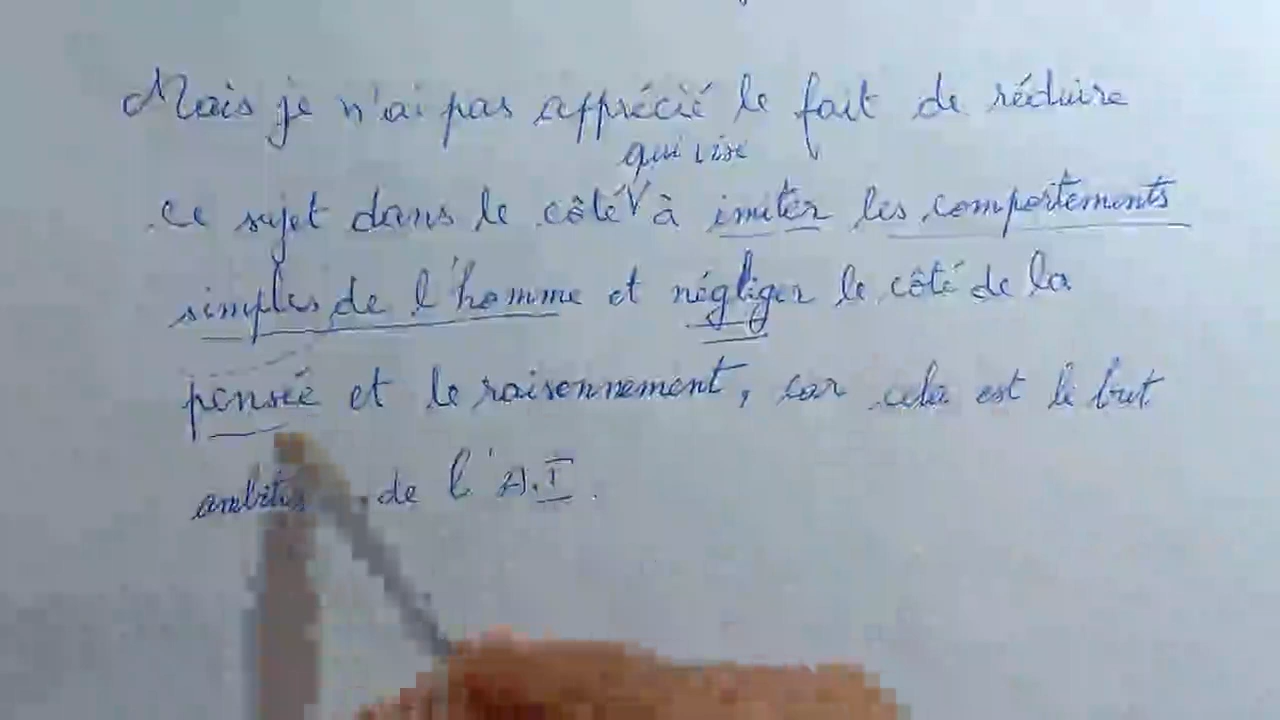 Mais je n'ai pas apprécié le fait de réduire
qui vise
ce sujet dans le côté à imiter les comportements
simples de l'homme et négliger le côté de la
pensée et le raisonnement, car cela est le but
de l'A.I.